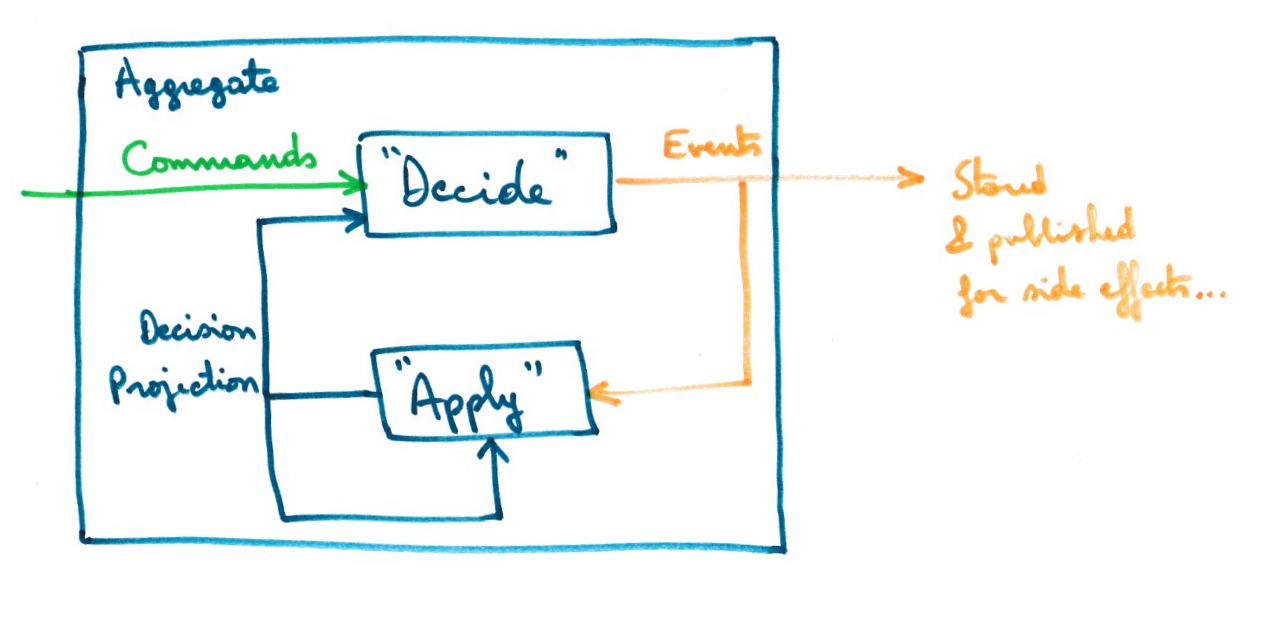 Aggregate
Commands
"Decide"
Events
Stored
& published
for side effects...
Decision
Projection
"Apply"